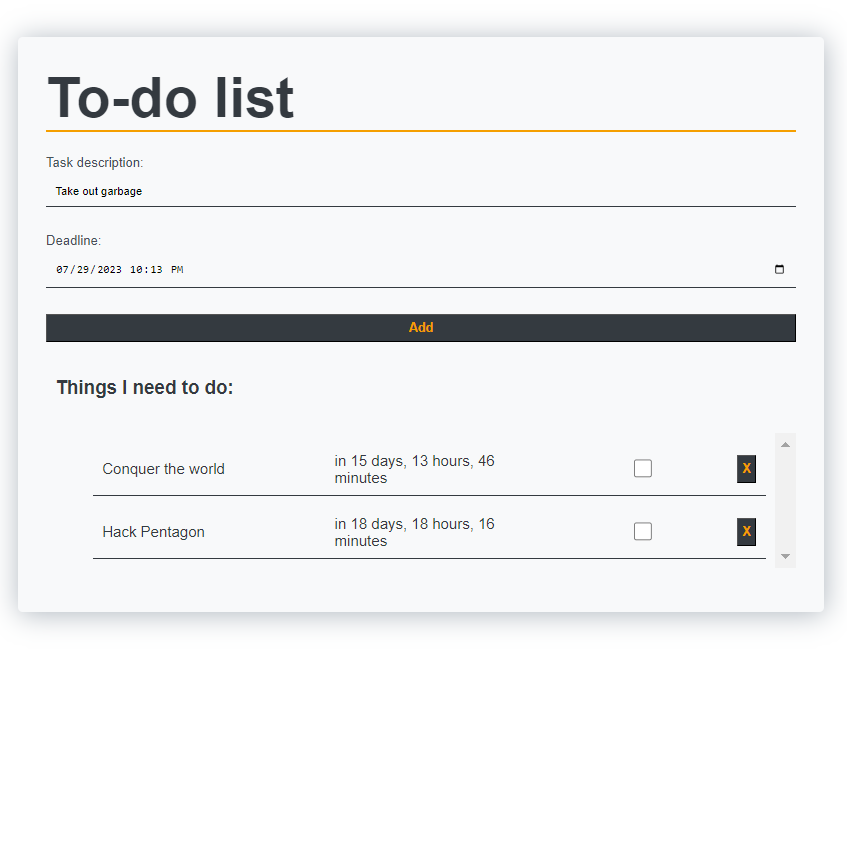 To-do list
Task description:
Take out garbage
Deadline:
07/29/2023 10:13 PM
Add
Things I need to do:
Conquer the world
in 15 days, 13 hours, 46
minutes
X
Hack Pentagon
in 18 days, 18 hours, 16
minutes
X